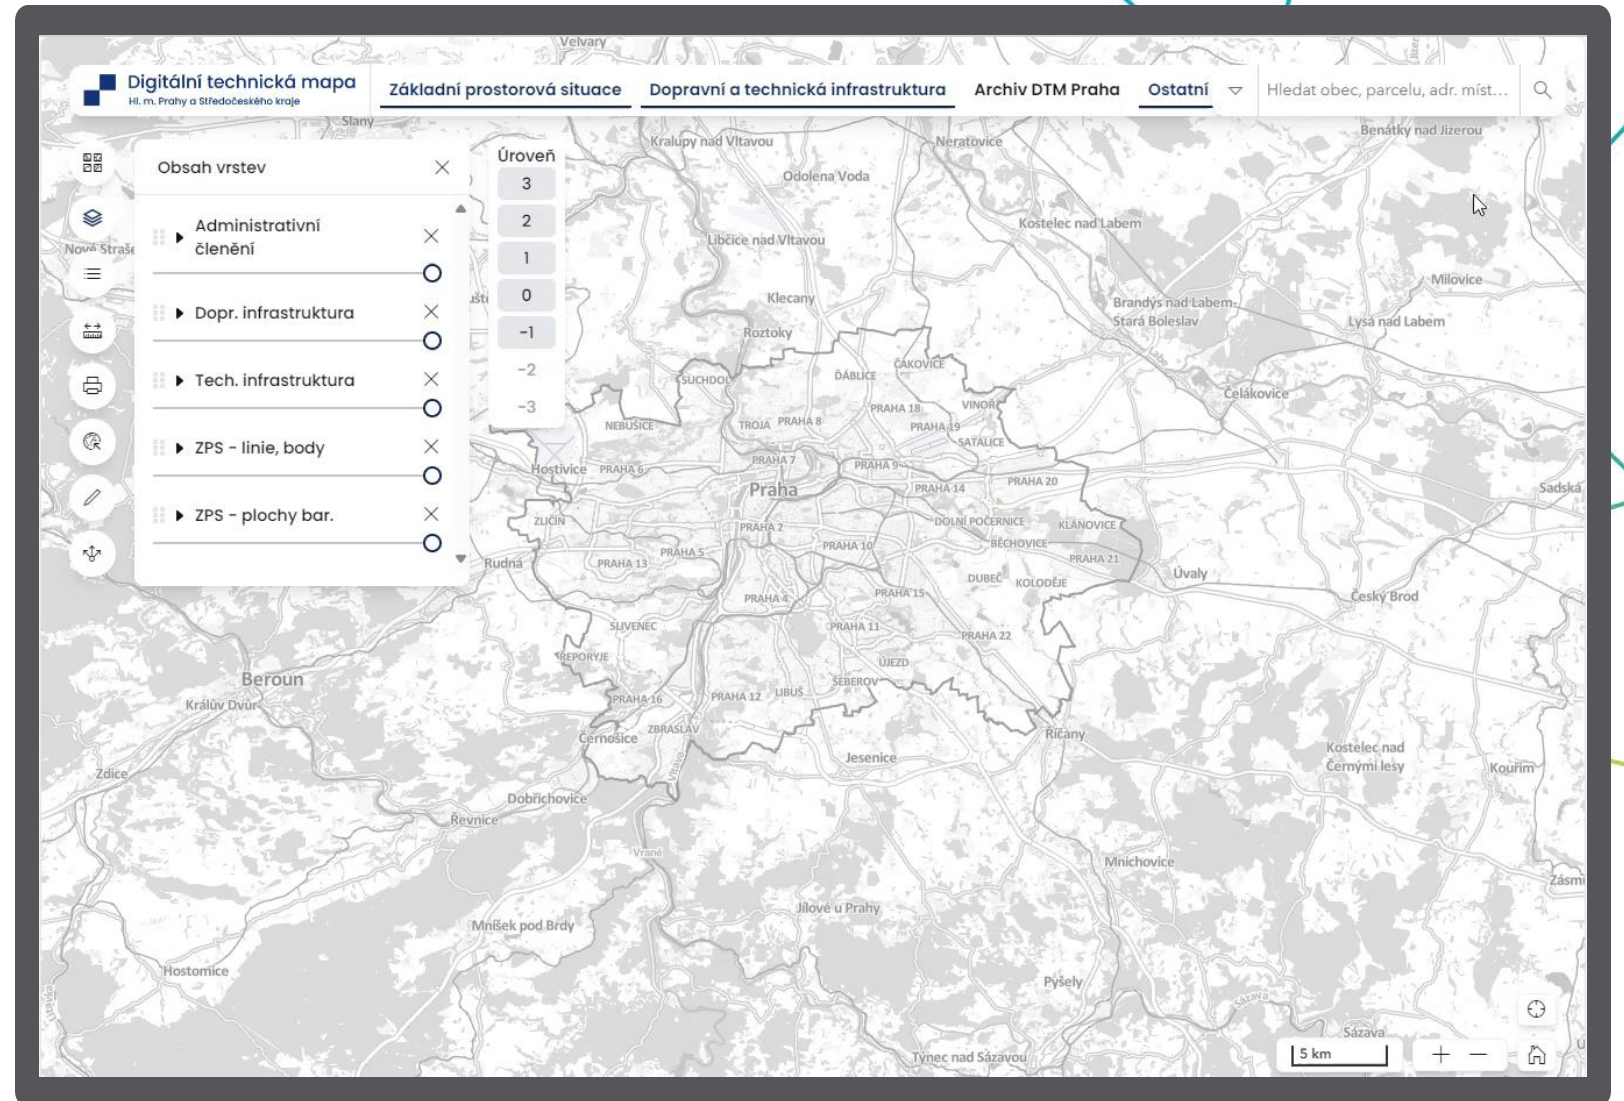 Velvary
Digitální technická mapa
Hl. m. Prahy a Středočeského kraje
Základní prostorová situace
Dopravní a technická infrastruktura
Archiv DTM Praha
Ostatní
Hledat obec, parcelu, adr. míst...
Slaný
Kralupy nad Vltavou
Neratovice
Benátky nad Jizerou
Obsah vrstev
Úroveň
3
2
1
0
-1
-2
-3
Administrativní
členění
Dopr. infrastruktura
Tech. infrastruktura
ZPS - linie, body
ZPS - plochy bar.
Odolena Voda
Kostelec nad Labem
Nové Straše
Libčice nad Vltavou
Milovice
Klecany
Brandýs nad Labem-
Stará Boleslav
Lysá nad Labem
Roztoky
Labe
ČAKOVICE
ĎÁBLICE
SUCHDOL
Čelákovice
PRAHA 18
VINOŘ
NEBUŠICE
TROJA
PRAHA 8
PRAHA 19
SATALICE
Hostivice
PRAHA 6
PRAHA 7
PRAHA 9
Praha
PRAHA 14
PRAHA 20
Sadská
ZLIČÍN
PRAHA 2
DOLNÍ POČERNICE
KLÁNOVICE
BĚCHOVICE
PRAHA 5
PRAHA 10
PRAHA 21
Rudná
PRAHA 13
DUBEČ
KOLODĚJE
Úvaly
PRAHA 4
PRAHA 15
Český Brod
SLIVENEC
PRAHA 11
PRAHA 22
ŘEPORYJE
ÚJEZD
Beroun
ŠEBEROV
Králův Dvůr
PRAHA 16
PRAHA 12
LIBUŠ
ZBRASLAV
Černošice
Říčany
Jesenice
Kostelec nad
Černými lesy
Kouřim
Vltava
Zdice
Dobřichovice
Řevnice
Vrané
Mnichovice
Zásmu
Jílové u Prahy
Mníšek pod Brdy
Hostomice
Pyšely
Sázava
Sázava
Týnec nad Sázavou
5 km